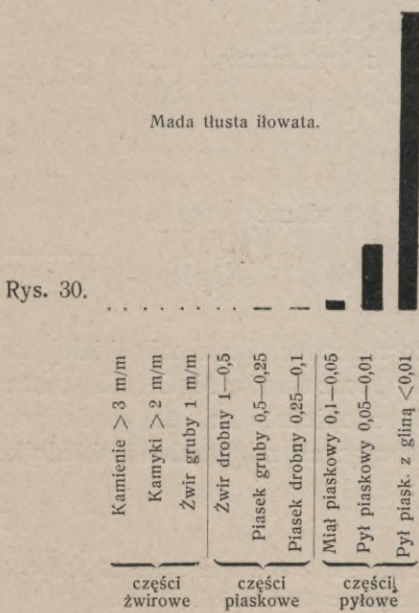 Mada tłusta iłowata.
Rys. 30.
Kamienie > 3 m/m
Kamyki > 2 m/m
Żwir gruby 1 m/m
Żwir drobny 1—0,5
Piasek gruby 0,5—0,25
Piasek drobny 0,25—0,1
Miał piaskowy 0,1—0,05
Pył piaskowy 0,05—0,01
Pył piask. z gliną <0,01
części
żwirowe
części
piaskowe
części
pyłowe